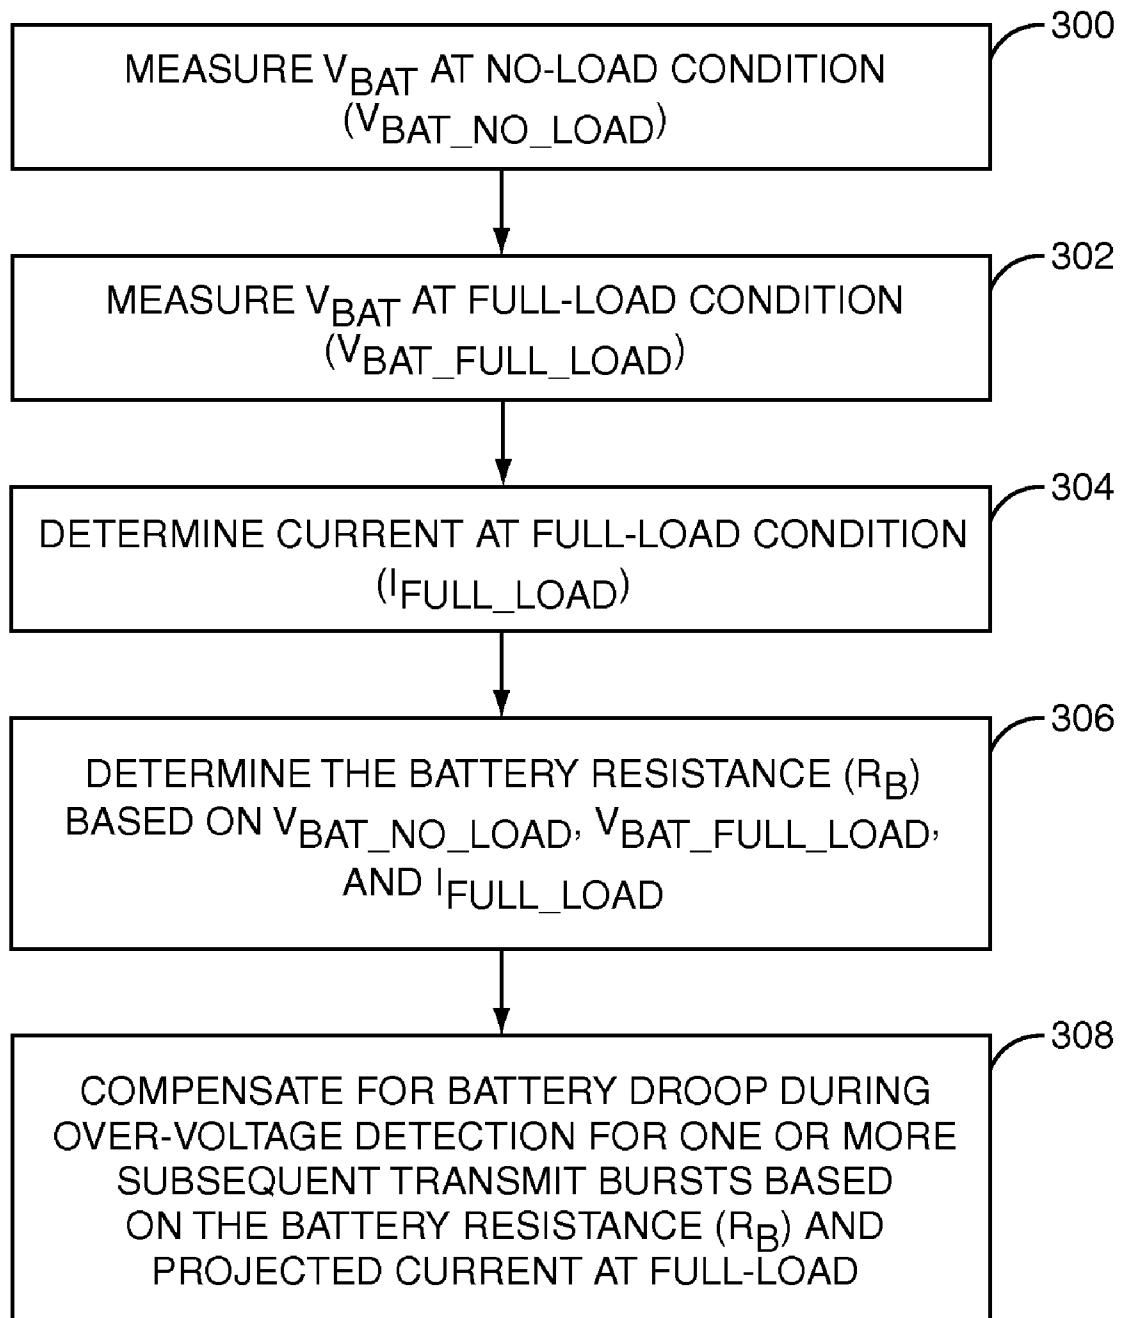 300
MEASURE VBAT AT NO-LOAD CONDITION
(VBAT_NO_LOAD)
302
MEASURE VBAT AT FULL-LOAD CONDITION
(VBAT_FULL_LOAD)
304
DETERMINE CURRENT AT FULL-LOAD CONDITION
(IFULL_LOAD)
306
DETERMINE THE BATTERY RESISTANCE (RB)
BASED ON VBAT_NO_LOAD, VBAT_FULL_LOAD,
AND IFULL_LOAD
308
COMPENSATE FOR BATTERY DROOP DURING
OVER-VOLTAGE DETECTION FOR ONE OR MORE
SUBSEQUENT TRANSMIT BURSTS BASED
ON THE BATTERY RESISTANCE (RB) AND
PROJECTED CURRENT AT FULL-LOAD